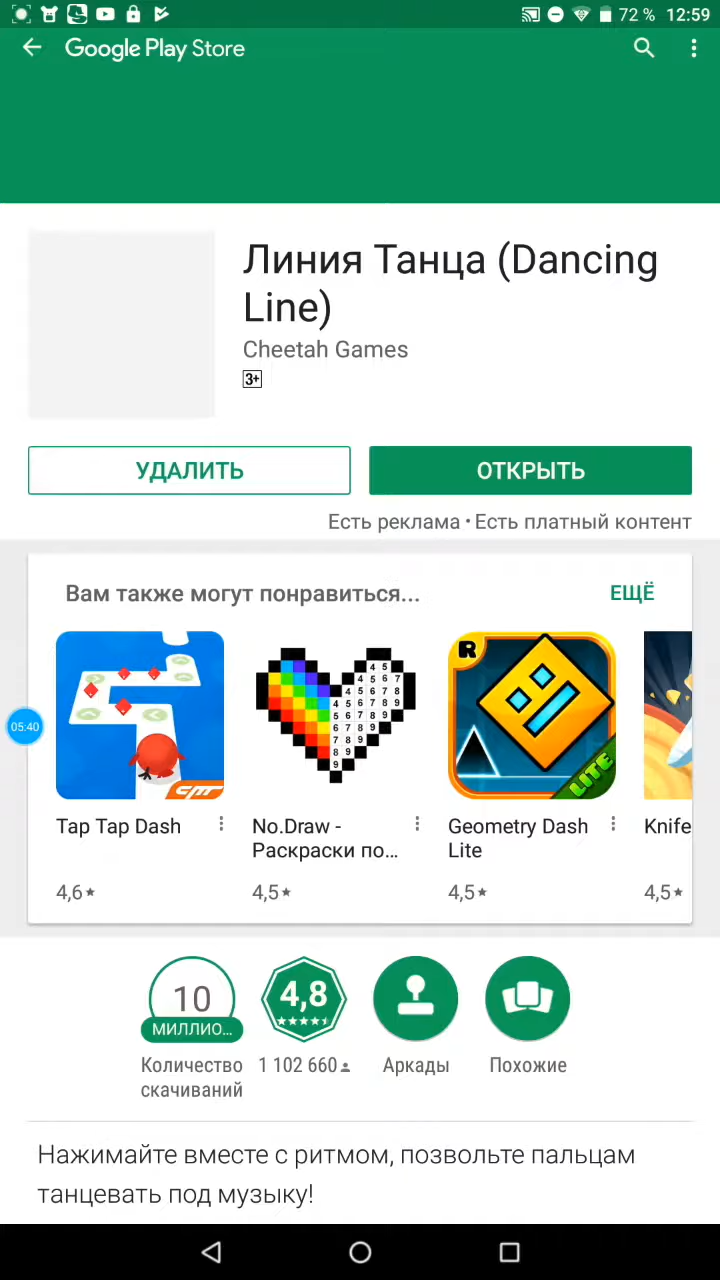 72 % 12:59
Google Play Store
Линия Танца (Dancing
Line)
Cheetah Games
3+
УДАЛИТЬ
ОТКРЫТЬ
Есть реклама • Есть платный контент
Вам также могут понравиться...
ЕЩЁ
05:40
R
LITE
Tap Tap Dash
No.Draw -
Раскраски по...
Geometry Dash
Lite
Knife
4,6★
4,5★
4,5★
4,5★
10
МИЛЛИО...
4,8
Количество
скачиваний
1 102 660
Аркады
Похожие
Нажимайте вместе с ритмом, позвольте пальцам
танцевать под музыку!